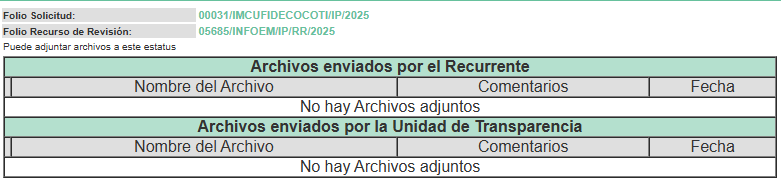 Folio Solicitud: 00031/IMCUFIDECOCOTI/IP/2025
Folio Recurso de Revisión: 05685/INFOEM/IP/RR/2025
Puede adjuntar archivos a este estatus
Archivos enviados por el Recurrente
Nombre del Archivo Comentarios Fecha
No hay Archivos adjuntos
Archivos enviados por la Unidad de Transparencia
Nombre del Archivo Comentarios Fecha
No hay Archivos adjuntos